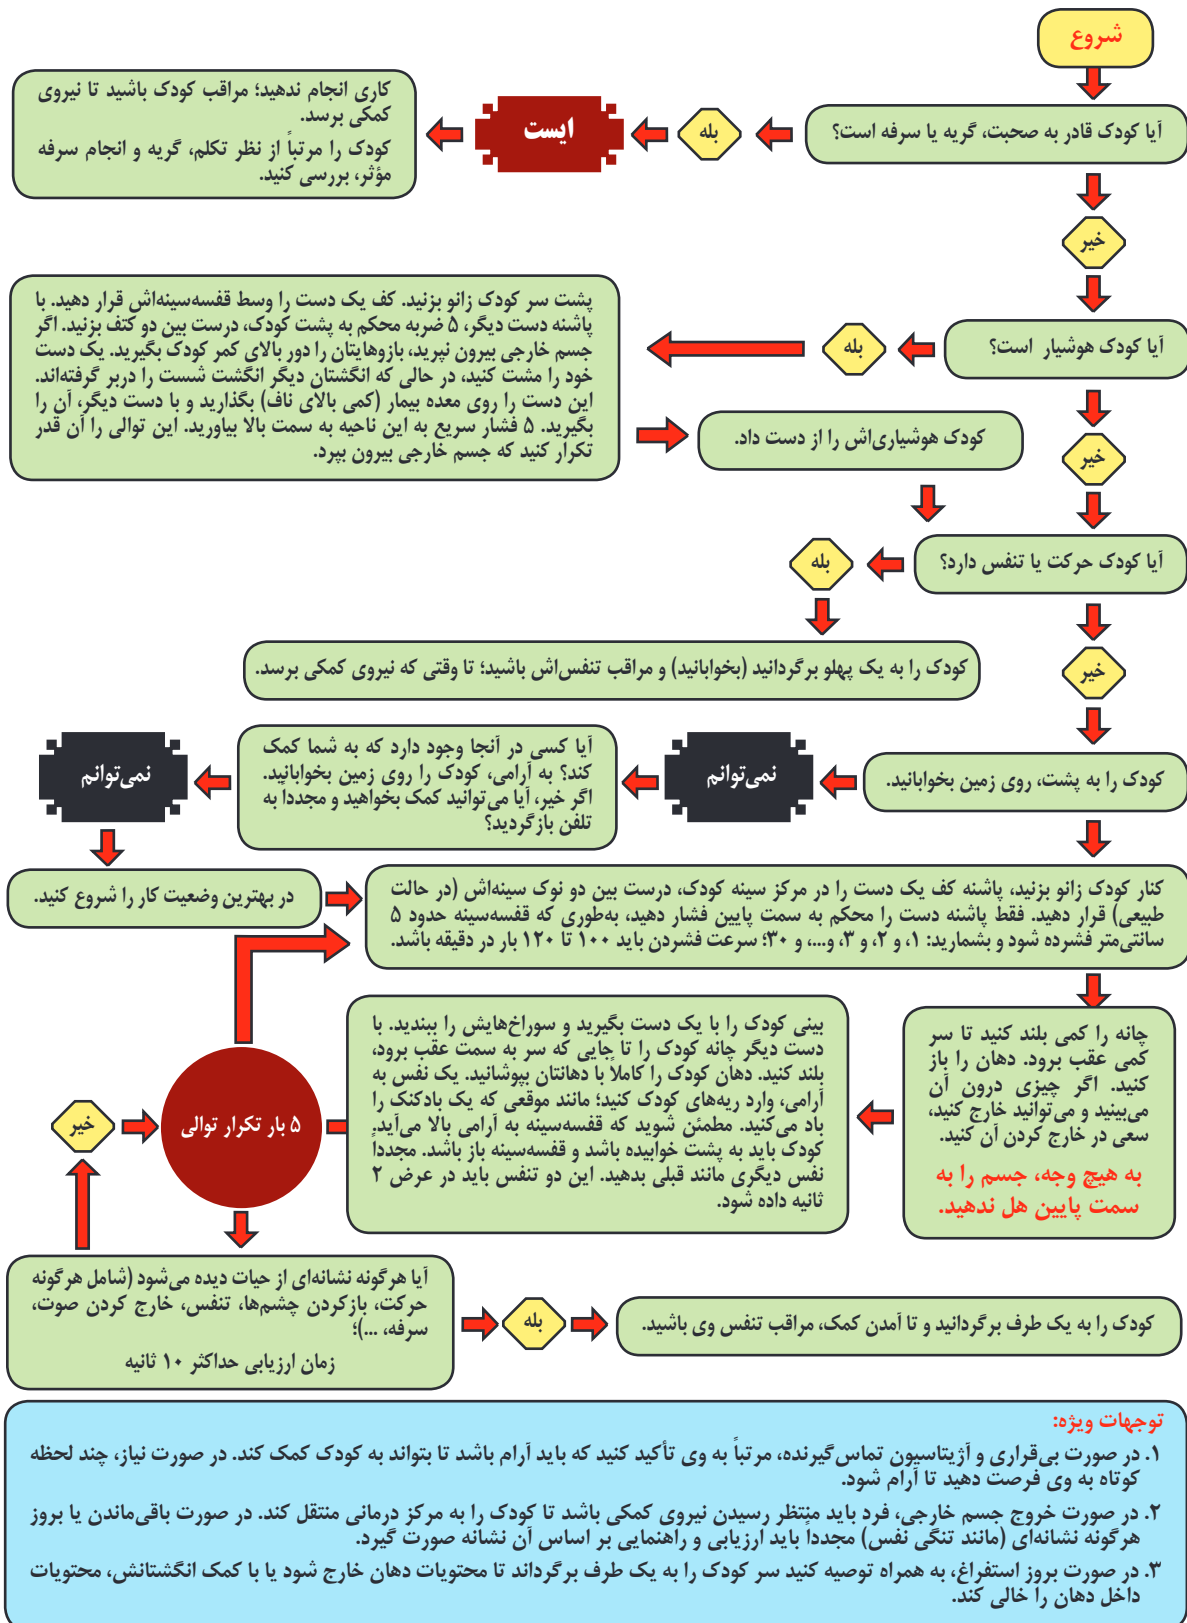 شروع
آیا کودک قادر به صحبت، گریه یا سرفه است؟
بله
ایست
کاری انجام ندهید؛ مراقب کودک باشید تا نیروی
کمکی برسد.
کودک را مرتباً از نظر تکلم، گریه و انجام سرفه
مؤثر، بررسی کنید.
خیر
آیا کودک هوشیار است؟
بله
پشت سر کودک زانو بزنید. کف یک دست را وسط قفسه‌سینه‌اش قرار دهید. با
پاشنه دست دیگر، ۵ ضربه محکم به پشت کودک، درست بین دو کتف بزنید. اگر
جسم خارجی بیرون نپرید، بازوهایتان را دور بالای کمر کودک بگیرید. یک دست
خود را مشت کنید، در حالی که انگشتان دیگر انگشت شست را دربر گرفته‌اند.
این دست را روی معده بیمار (کمی بالای ناف) بگذارید و با دست دیگر، آن را
بگیرید. ۵ فشار سریع به این ناحیه به سمت بالا بیاورید. این توالی را آن قدر
تکرار کنید که جسم خارجی بیرون بپرد.
کودک هوشیاری‌اش را از دست داد.
خیر
آیا کودک حرکت یا تنفس دارد؟
بله
کودک را به یک پهلو برگردانید (بخوابانید) و مراقب تنفس‌اش باشید؛ تا وقتی که نیروی کمکی برسد.
خیر
کودک را به پشت، روی زمین بخوابانید.
نمی‌توانم
آیا کسی در آنجا وجود دارد که به شما کمک
کند؟ به آرامی، کودک را روی زمین بخوابانید.
اگر خیر، آیا می‌توانید کمک بخواهید و مجدداً به
تلفن بازگردید؟
نمی‌توانم
در بهترین وضعیت کار را شروع کنید.
کنار کودک زانو بزنید، پاشنه کف یک دست را در مرکز سینه کودک، درست بین دو نوک سینه‌اش (در حالت
طبیعی) قرار دهید. فقط پاشنه دست را محکم به سمت پایین فشار دهید، به‌طوری که قفسه‌سینه حدود ۵
سانتی‌متر فشرده شود و بشمارید: ۱، و ۲، و ۳، و...، و ۳۰؛ سرعت فشردن باید ۱۰۰ تا ۱۲۰ بار در دقیقه باشد.
چانه را کمی بلند کنید تا سر
کمی عقب برود. دهان را باز
کنید. اگر چیزی درون آن
می‌بینید و می‌توانید خارج کنید،
سعی در خارج کردن آن کنید.
به هیچ وجه، جسم را به
سمت پایین هل ندهید.
بینی کودک را با یک دست بگیرید و سوراخ‌هایش را ببندید. با
دست دیگر چانه کودک را تا جایی که سر به سمت عقب برود،
بلند کنید. دهان کودک را کاملاً با دهانتان بپوشانید. یک نفس به
آرامی، وارد ریه‌های کودک کنید؛ مانند موقعی که یک بادکنک را
باد می‌کنید. مطمئن شوید که قفسه‌سینه به آرامی بالا می‌آید.
کودک باید به پشت خوابیده باشد و قفسه‌سینه باز باشد. مجدداً
نفس دیگری مانند قبلی بدهید. این دو تنفس باید در عرض ۲
ثانیه داده شود.
۵ بار تکرار توالی
خیر
آیا هرگونه نشانه‌ای از حیات دیده می‌شود (شامل هرگونه
حرکت، بازکردن چشم‌ها، تنفس، خارج کردن صوت،
سرفه، ...)؛
زمان ارزیابی حداکثر ۱۰ ثانیه
بله
کودک را به یک طرف برگردانید و تا آمدن کمک، مراقب تنفس وی باشید.
توجهات ویژه:
۱. در صورت بی‌قراری و آژیتاسیون تماس‌گیرنده، مرتباً به وی تأکید کنید که باید آرام باشد تا بتواند به کودک کمک کند. در صورت نیاز، چند لحظه
کوتاه به وی فرصت دهید تا آرام شود.
۲. در صورت خروج جسم خارجی، فرد باید منتظر رسیدن نیروی کمکی باشد تا کودک را به مرکز درمانی منتقل کند. در صورت باقی‌ماندن یا بروز
هرگونه نشانه‌ای (مانند تنگی نفس) مجدداً باید ارزیابی و راهنمایی بر اساس آن نشانه صورت گیرد.
۳. در صورت بروز استفراغ، به همراه توصیه کنید سر کودک را به یک طرف برگرداند تا محتویات دهان خارج شود یا با کمک انگشتانش، محتویات
داخل دهان را خالی کند.